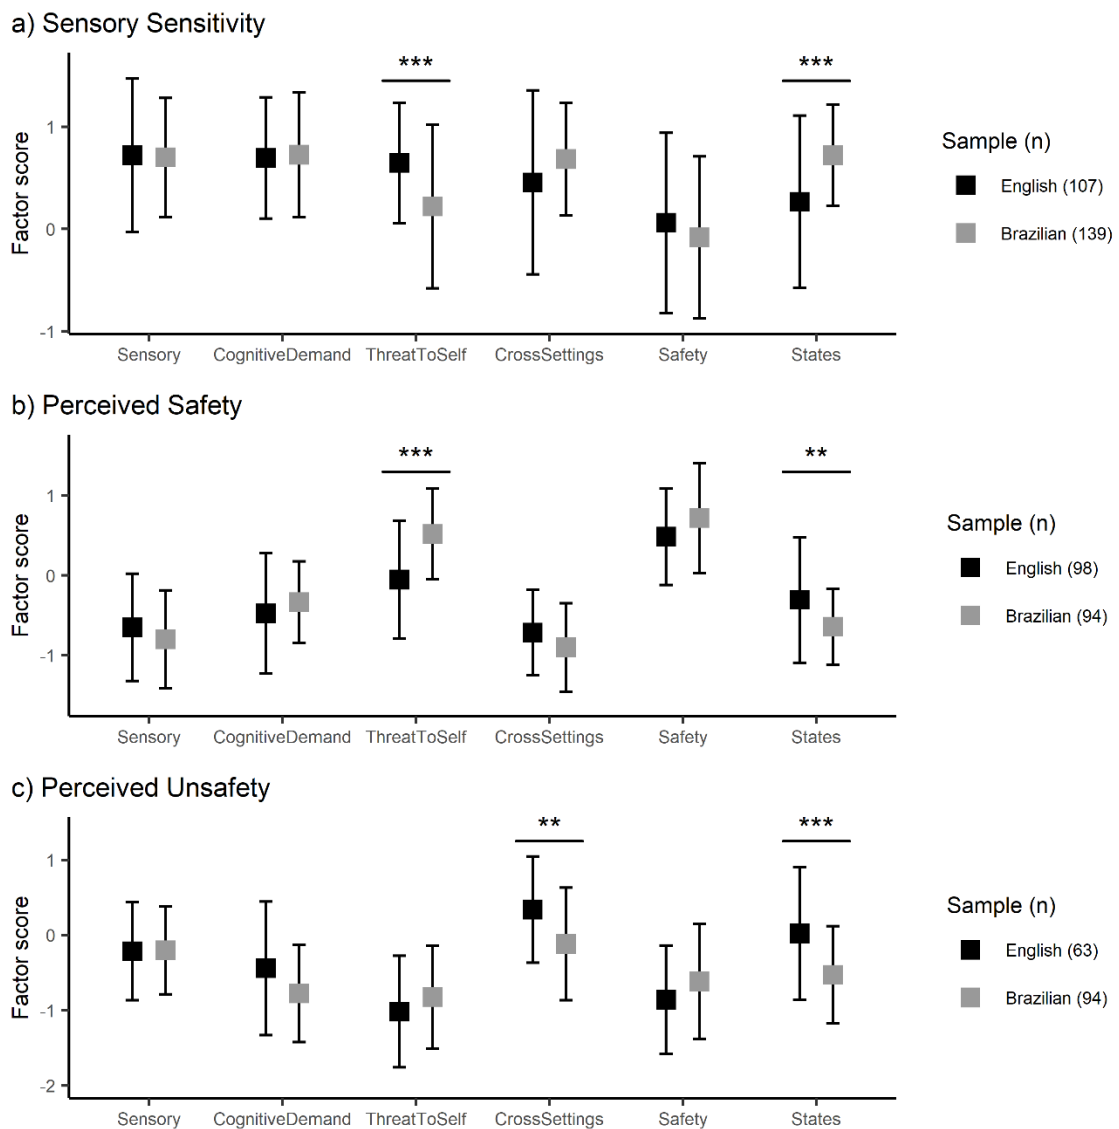 a) Sensory Sensitivity
*** ***
Factor score
1
0
-1
Sensory CognitiveDemand ThreatToSelf CrossSettings Safety States
Sample (n)
English (107)
Brazilian (139)
b) Perceived Safety
*** **
Factor score
1
0
-1
Sensory CognitiveDemand ThreatToSelf CrossSettings Safety States
Sample (n)
English (98)
Brazilian (94)
c) Perceived Unsafety
** ***
Factor score
1
0
-1
-2
Sensory CognitiveDemand ThreatToSelf CrossSettings Safety States
Sample (n)
English (63)
Brazilian (94)